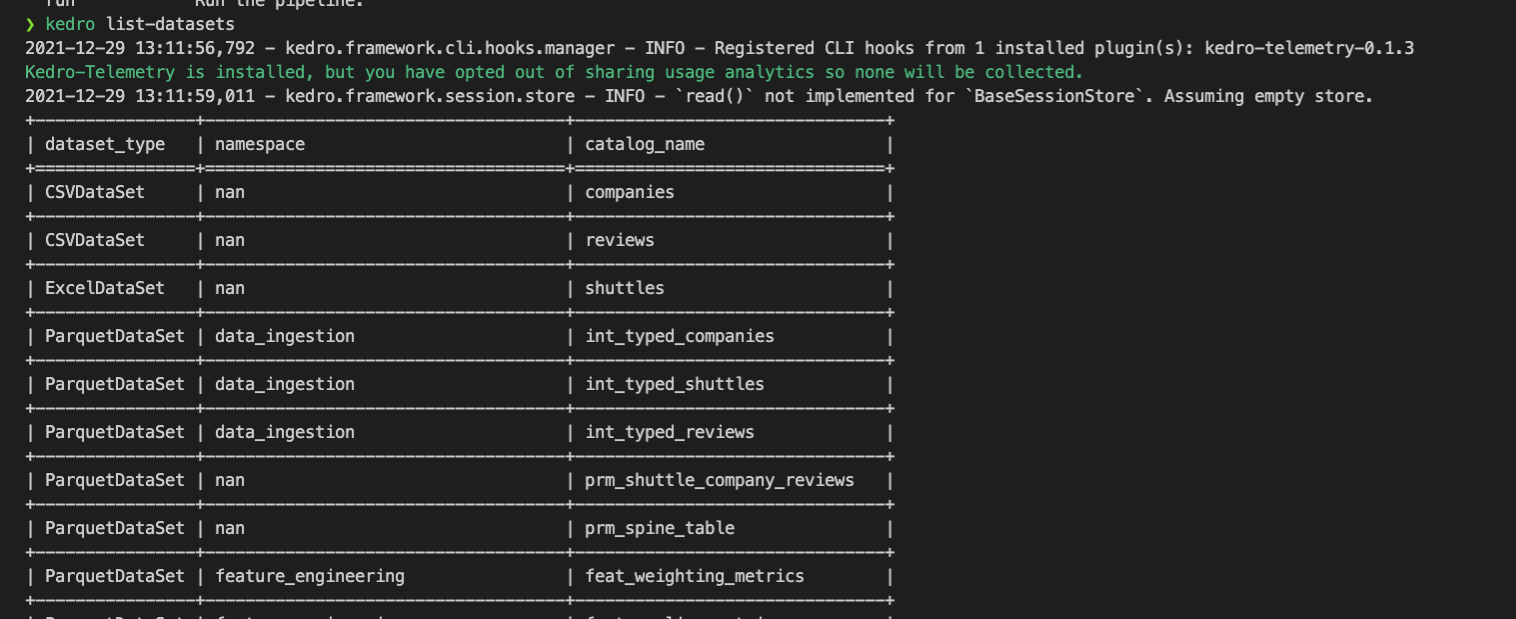 run Run the pipeline.
❯ kedro list-datasets
2021-12-29 13:11:56,792 - kedro.framework.cli.hooks.manager - INFO - Registered CLI hooks from 1 installed plugin(s): kedro-telemetry-0.1.3
Kedro-Telemetry is installed, but you have opted out of sharing usage analytics so none will be collected.
2021-12-29 13:11:59,011 - kedro.framework.session.store - INFO - `read()` not implemented for `BaseSessionStore`. Assuming empty store.
| dataset_type | namespace | catalog_name |
| CSVDataSet | nan | companies |
| CSVDataSet | nan | reviews |
| ExcelDataSet | nan | shuttles |
| ParquetDataSet | data_ingestion | int_typed_companies |
| ParquetDataSet | data_ingestion | int_typed_shuttles |
| ParquetDataSet | data_ingestion | int_typed_reviews |
| ParquetDataSet | nan | prm_shuttle_company_reviews |
| ParquetDataSet | nan | prm_spine_table |
| ParquetDataSet | feature_engineering | feat_weighting_metrics |